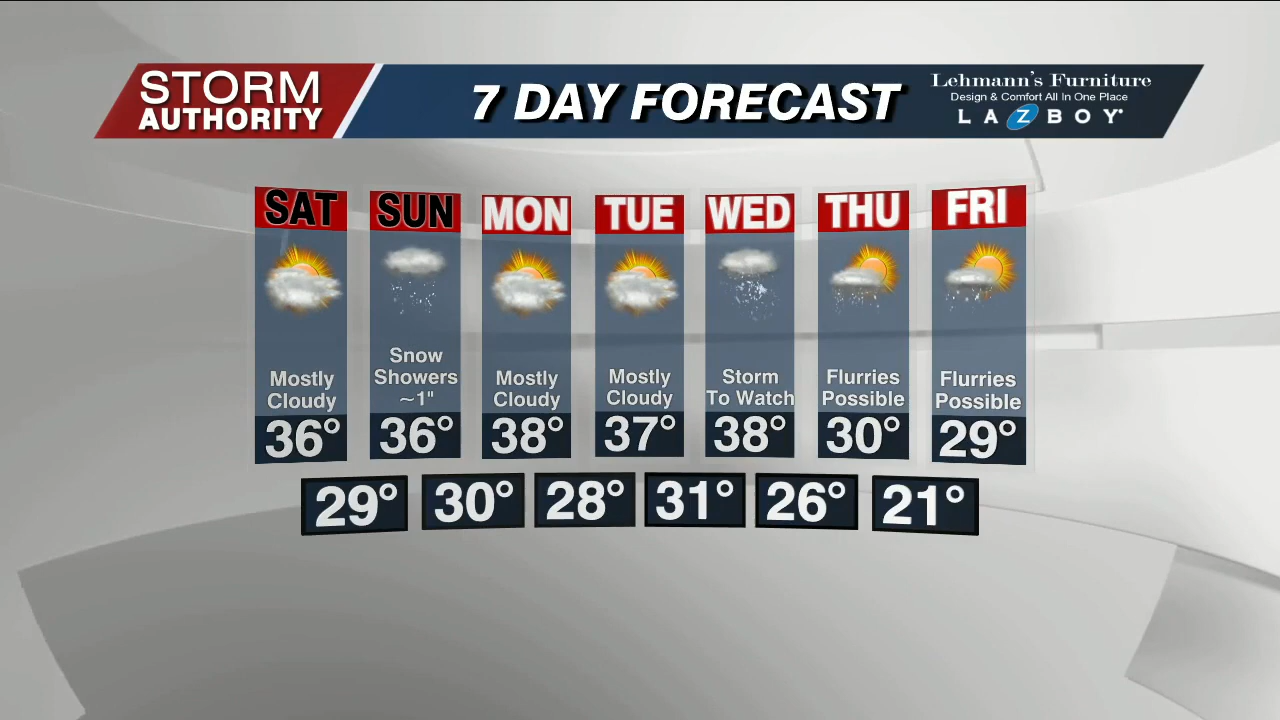 STORM
AUTHORITY
7 DAY FORECAST
Lehmann's Furniture
Design & Comfort All In One Place
LA Z BOY®
SAT
SUN
MON
TUE
WED
THU
FRI
Mostly
Cloudy
Snow
Showers
~1"
Mostly
Cloudy
Mostly
Cloudy
Storm
To Watch
Flurries
Possible
Flurries
Possible
36°
36°
38°
37°
38°
30°
29°
29°
30°
28°
31°
26°
21°